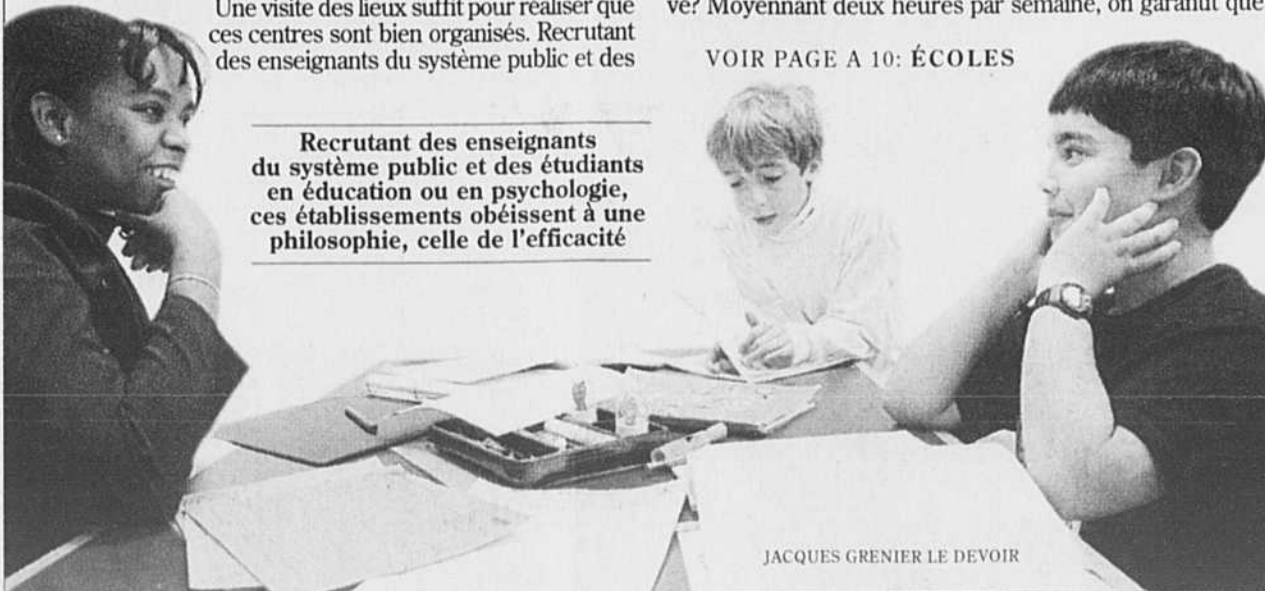 Une visite des lieux suffit pour réaliser que
ces centres sont bien organisés. Recrutant
des enseignants du système public et des
Recrutant des enseignants
du système public et des étudiants
en éducation ou en psychologie,
ces établissements obéissent à une
philosophie, celle de l'efficacité
vé? Moyennant deux heures par semaine, on garantit que
VOIR PAGE A 10: ÉCOLES
JACQUES GRENIER LE DEVOIR